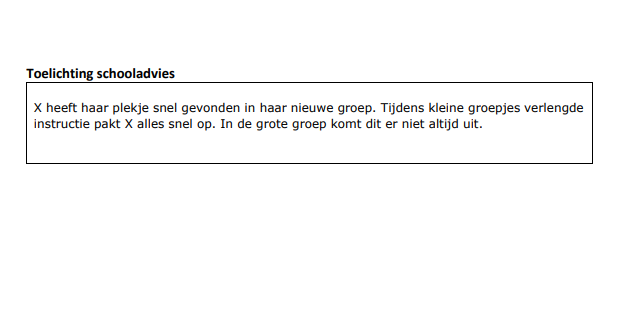 Toelichting schooladvies
X heeft haar plekje snel gevonden in haar nieuwe groep. Tijdens kleine groepjes verlengde
instructie pakt X alles snel op. In de grote groep komt dit er niet altijd uit.